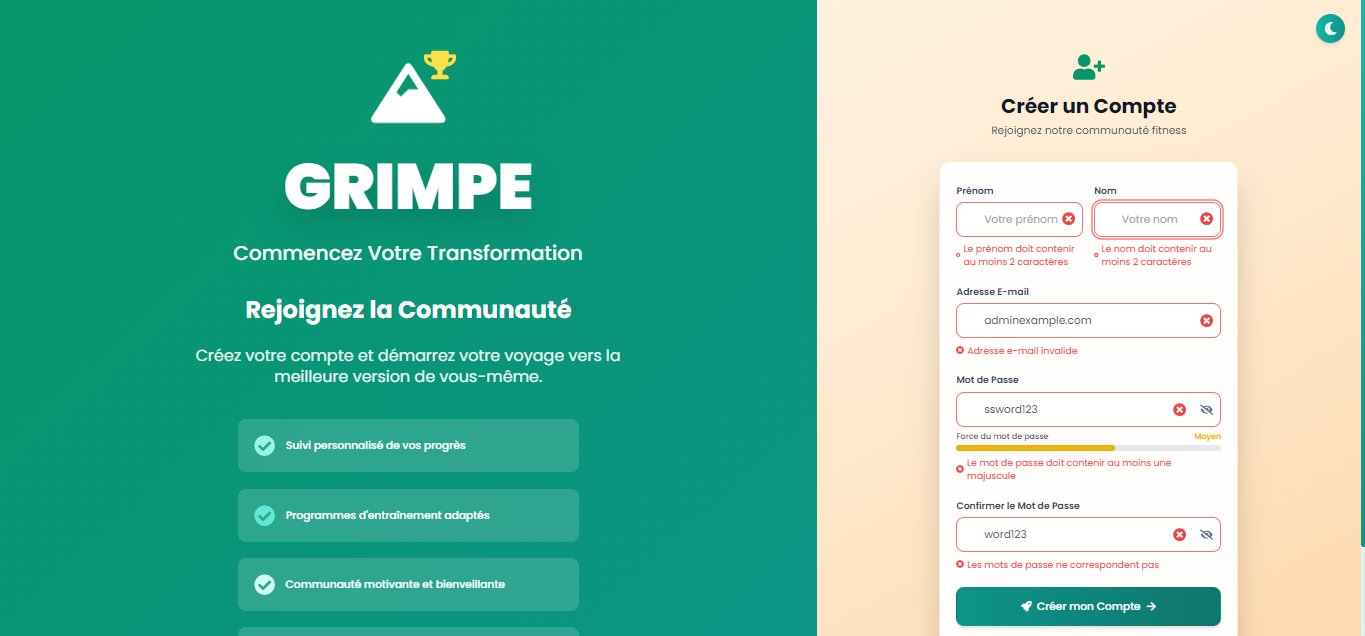 GRIMPE
Commencez Votre Transformation
Rejoignez la Communauté
Créez votre compte et démarrez votre voyage vers la
meilleure version de vous-même.
Suivi personnalisé de vos progrès
Programmes d'entraînement adaptés
Communauté motivante et bienveillante
Créer un Compte
Rejoignez notre communauté fitness
Prénom
Nom
Votre prénom
Votre nom
Le prénom doit contenir
au moins 2 caractères
Le nom doit contenir au
moins 2 caractères
Adresse E-mail
adminexample.com
Adresse e-mail invalide
Mot de Passe
ssword123
Force du mot de passe
Moyen
Le mot de passe doit contenir au moins une
majuscule
Confirmer le Mot de Passe
word123
Les mots de passe ne correspondent pas
Créer mon Compte